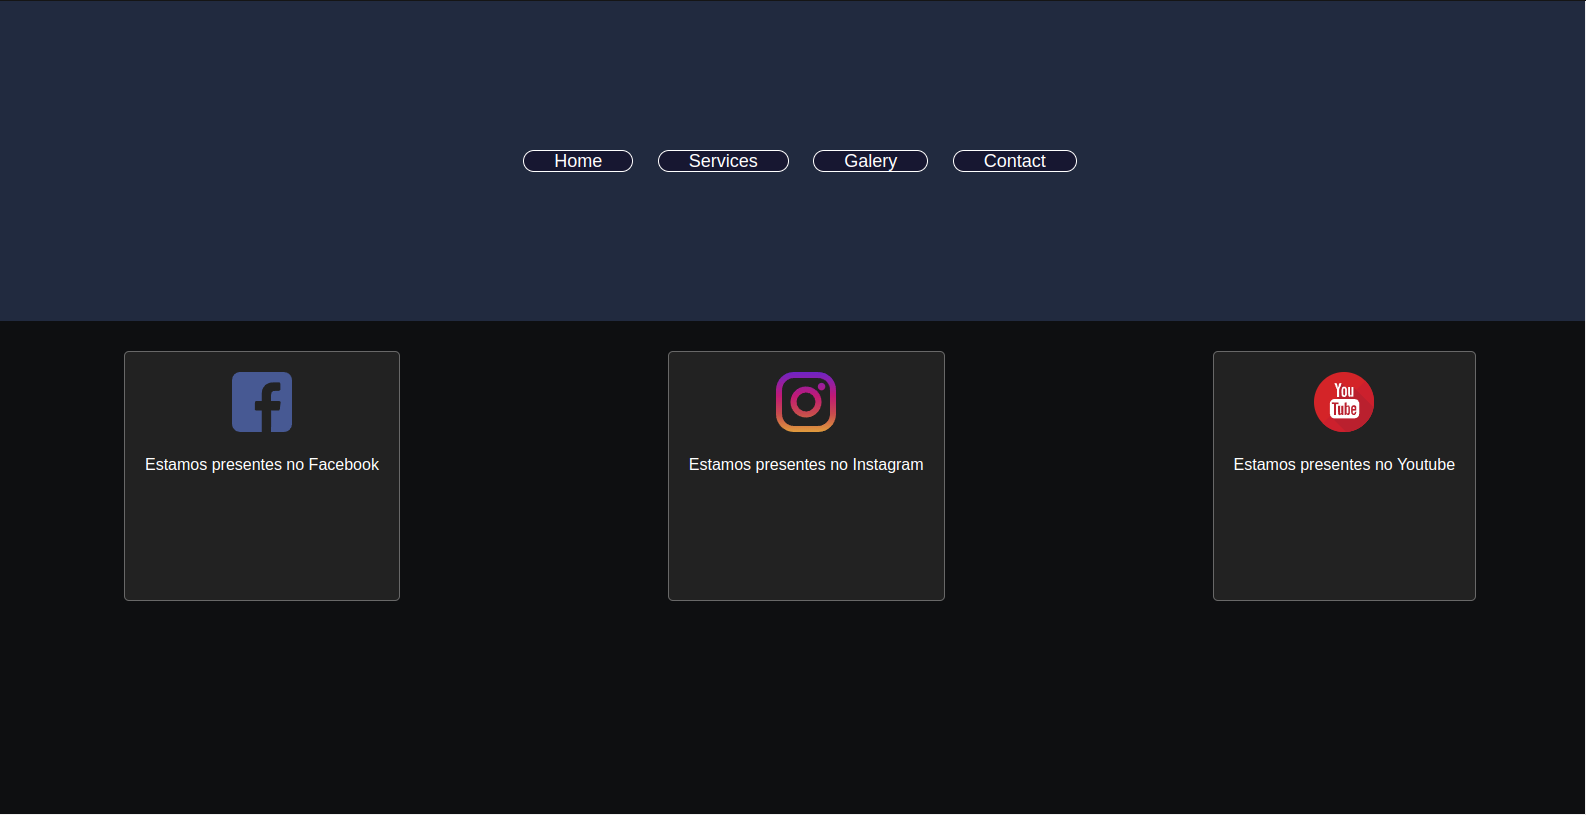 Home
Services
Galery
Contact
Estamos presentes no Facebook
Estamos presentes no Instagram
You
Tube
Estamos presentes no Youtube